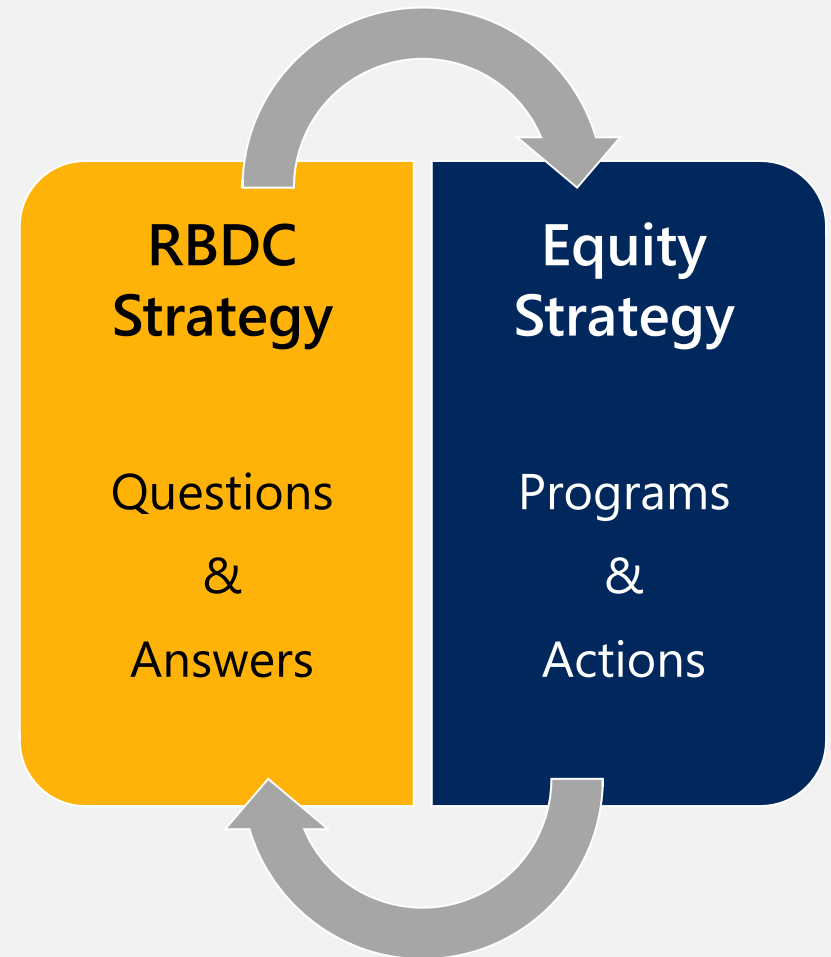 RBDC
Strategy
Questions
&
Answers
Equity
Strategy
Programs
&
Actions